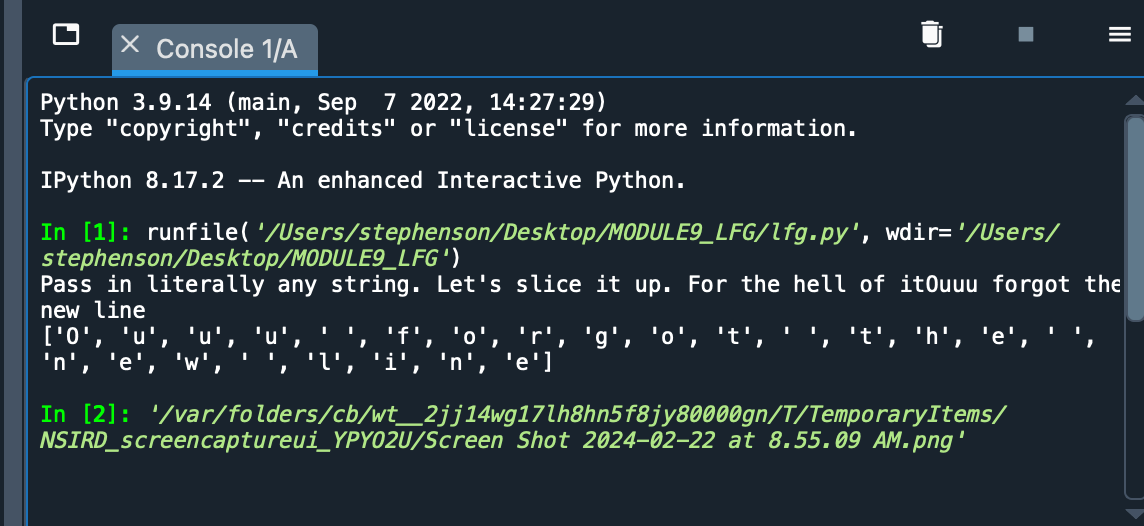 Console 1/A
Python 3.9.14 (main, Sep  7 2022, 14:27:29)
Type "copyright", "credits" or "license" for more information.
IPython 8.17.2 -- An enhanced Interactive Python.
In [1]: runfile('/Users/stephenson/Desktop/MODULE9_LFG/lfg.py', wdir='/Users/
stephenson/Desktop/MODULE9_LFG')
Pass in literally any string. Let's slice it up. For the hell of itOuuu forgot the
new line
['O', 'u', 'u', 'u', ' ', 'f', 'o', 'r', 'g', 'o', 't', ' ', 't', 'h', 'e', ' ',
'n', 'e', 'w', ' ', 'l', 'i', 'n', 'e']
In [2]: '/var/folders/cb/wt__2jj14wg17lh8hn5f8jy80000gn/T/TemporaryItems/
NSIRD_screencaptureui_YPYO2U/Screen Shot 2024-02-22 at 8.55.09 AM.png'